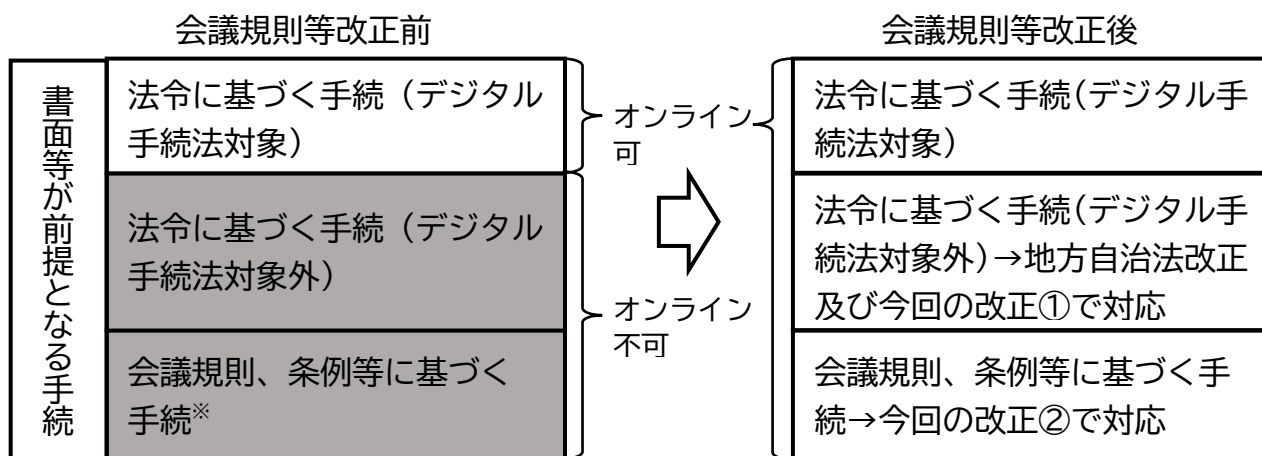 会議規則等改正前
書面等が前提となる手続
法令に基づく手続（デジタル
手続法対象）
法令に基づく手続（デジタル
手続法対象外）
会議規則、条例等に基づく
手続※
オンライン
可
オンライン
不可
会議規則等改正後
法令に基づく手続（デジタル手
続法対象）
法令に基づく手続（デジタル手
続法対象外）→地方自治法改正
及び今回の改正①で対応
会議規則、条例等に基づく手
続→今回の改正②で対応